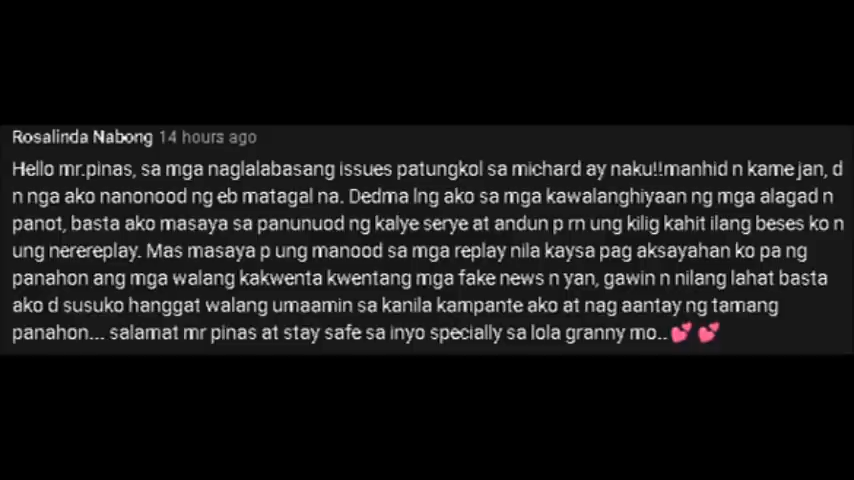 Rosalinda Nabong 14 hours ago
Hello mr.pinas, sa mga naglalabasang issues patungkol sa michard ay naku!!manhid n kame jan, d
n nga ako nanonood ng eb matagal na. Dedma lng ako sa mga kawalanghiyaan ng mga alagad n
panot, basta ako masaya sa panunuod ng kalye serye at andun p rn ung kilig kahit ilang beses ko n
ung nerereplay. Mas masaya p ung manood sa mga replay nila kaysa pag aksayahan ko pa ng
panahon ang mga walang kakwenta kwentang mga fake news n yan, gawin n nilang lahat basta
ako d susuko hanggat walang umaamin sa kanila kampante ako at nag aantay ng tamang
panahon... salamat mr pinas at stay safe sa inyo specially sa lola granny mo..💕💕